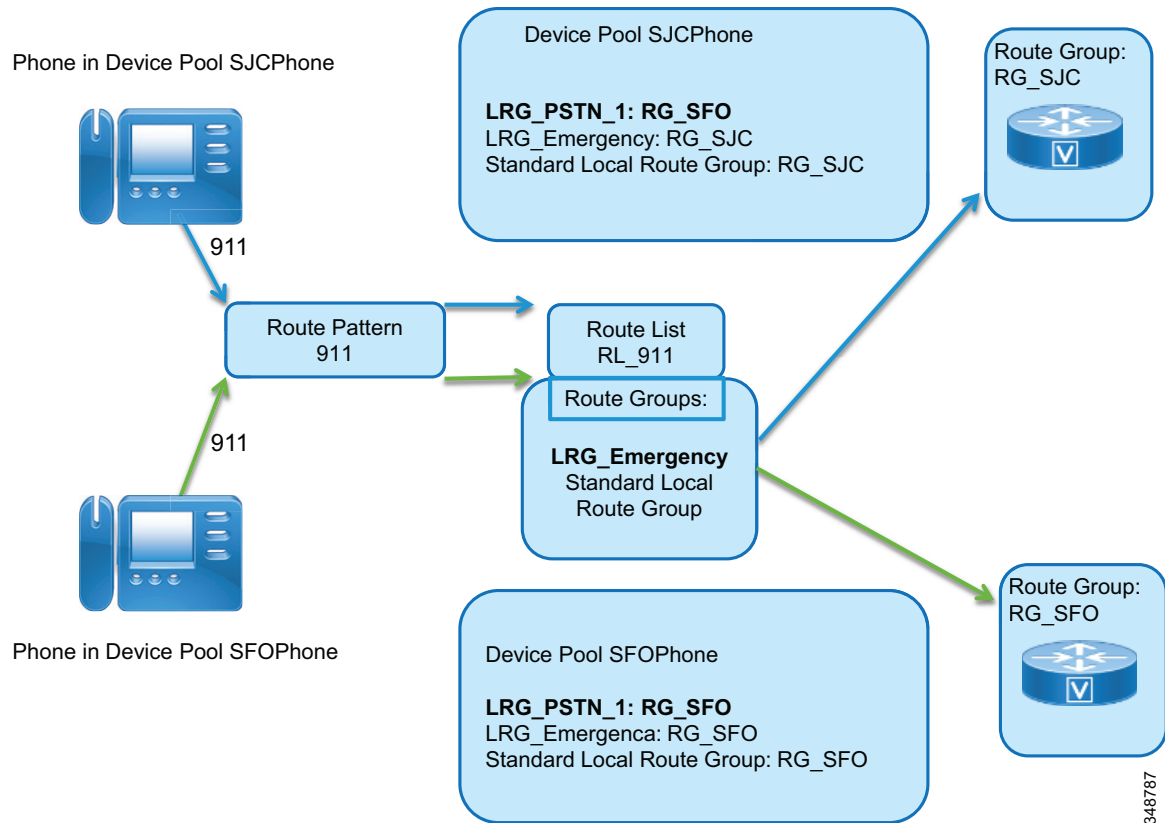 Phone in Device Pool SJCPhone
Device Pool SJCPhone
LRG_PSTN_1: RG_SFO
LRG_Emergency: RG_SJC
Standard Local Route Group: RG_SJC
Route Group:
RG_SJC
V
911
Route Pattern
911
Route List
RL_911
Route Groups:
LRG_Emergency
Standard Local
Route Group
911
Phone in Device Pool SFOPhone
Device Pool SFOPhone
LRG_PSTN_1: RG_SFO
LRG_Emergenca: RG_SFO
Standard Local Route Group: RG_SFO
Route Group:
RG_SFO
V
348787